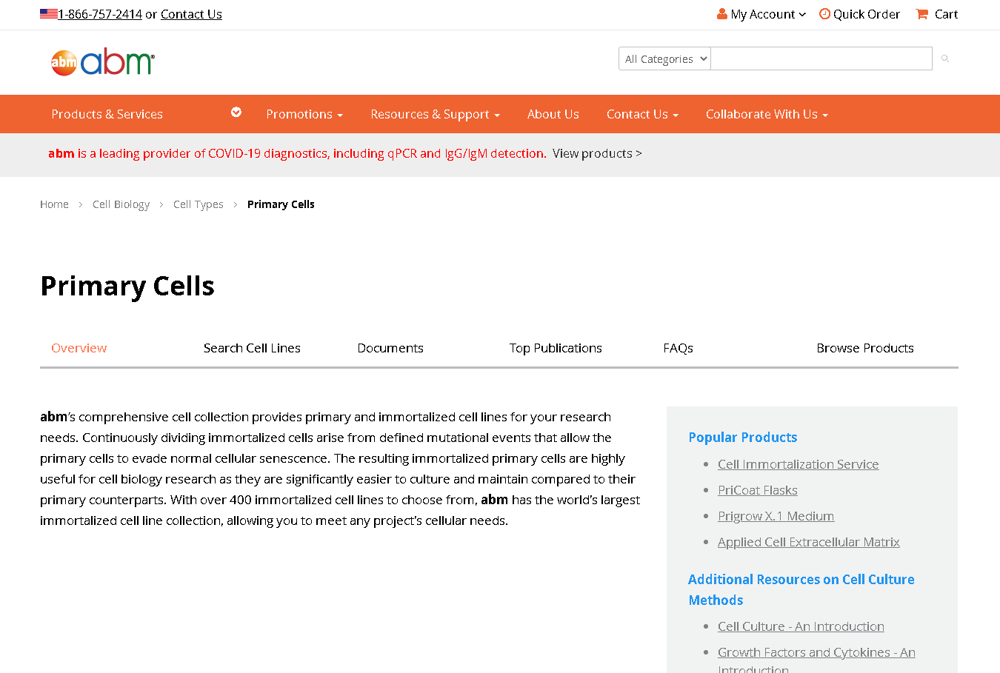 1-866-757-2414 or Contact Us
My Account Quick Order Cart
abm abm®
All Categories
Products & Services Promotions Resources & Support About Us Contact Us Collaborate With Us
abm is a leading provider of COVID-19 diagnostics, including qPCR and IgG/IgM detection. View products >
Home > Cell Biology > Cell Types > Primary Cells
Primary Cells
Overview Search Cell Lines Documents Top Publications FAQs Browse Products
abm's comprehensive cell collection provides primary and immortalized cell lines for your research
needs. Continuously dividing immortalized cells arise from defined mutational events that allow the
primary cells to evade normal cellular senescence. The resulting immortalized primary cells are highly
useful for cell biology research as they are significantly easier to culture and maintain compared to their
primary counterparts. With over 400 immortalized cell lines to choose from, abm has the world's largest
immortalized cell line collection, allowing you to meet any project's cellular needs.
Popular Products
• Cell Immortalization Service
• PriCoat Flasks
• Prigrow X.1 Medium
• Applied Cell Extracellular Matrix
Additional Resources on Cell Culture
Methods
• Cell Culture - An Introduction
• Growth Factors and Cytokines - An
Introduction